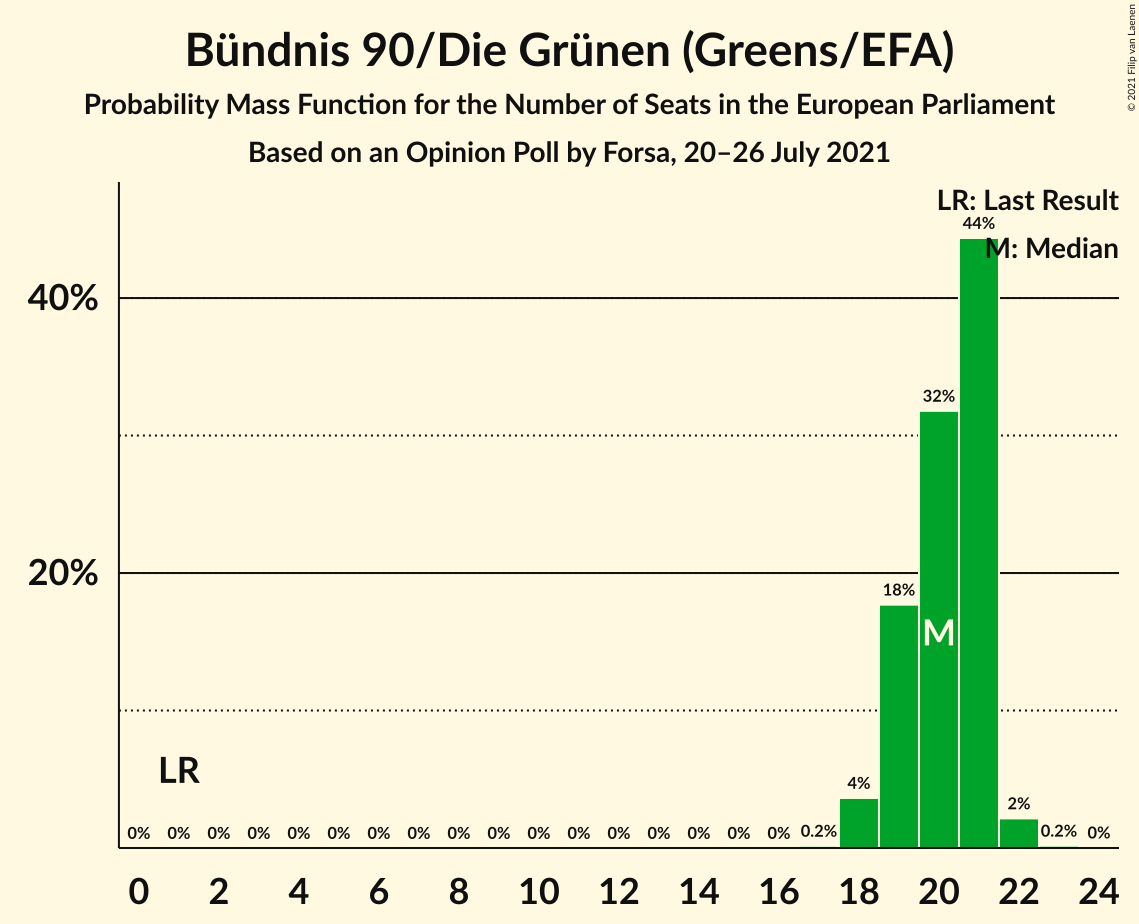 Bündnis 90/Die Grünen (Greens/EFA)
Probability Mass Function for the Number of Seats in the European Parliament
Based on an Opinion Poll by Forsa, 20–26 July 2021
© 2021 Filip van Laenen
LR: Last Result
M: Median
44%
40%
32%
20%
18%
M
LR
4%
2%
0% 0% 0% 0% 0% 0% 0% 0% 0% 0% 0% 0% 0% 0% 0% 0% 0% 0.2% 0.2% 0%
0 2 4 6 8 10 12 14 16 18 20 22 24